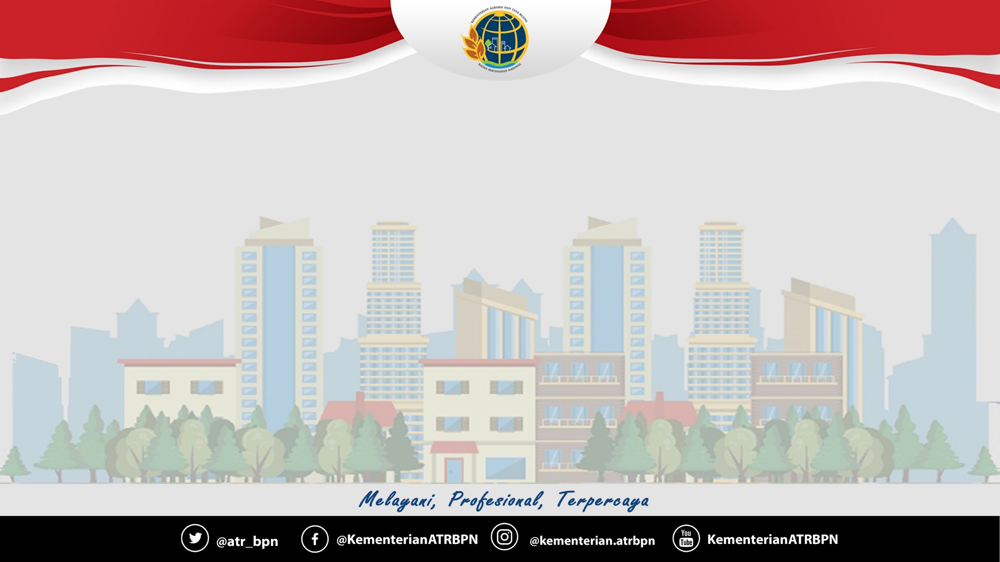 KEMENTERIAN AGRARIA DAN TATA RUANG
BADAN PERTANAHAN NASIONAL
Melayani, Profesional, Terpercaya
@atr_bpn
@KementerianATRBPN
@kementerian.atrbpn
You
Tube
KementerianATRBPN